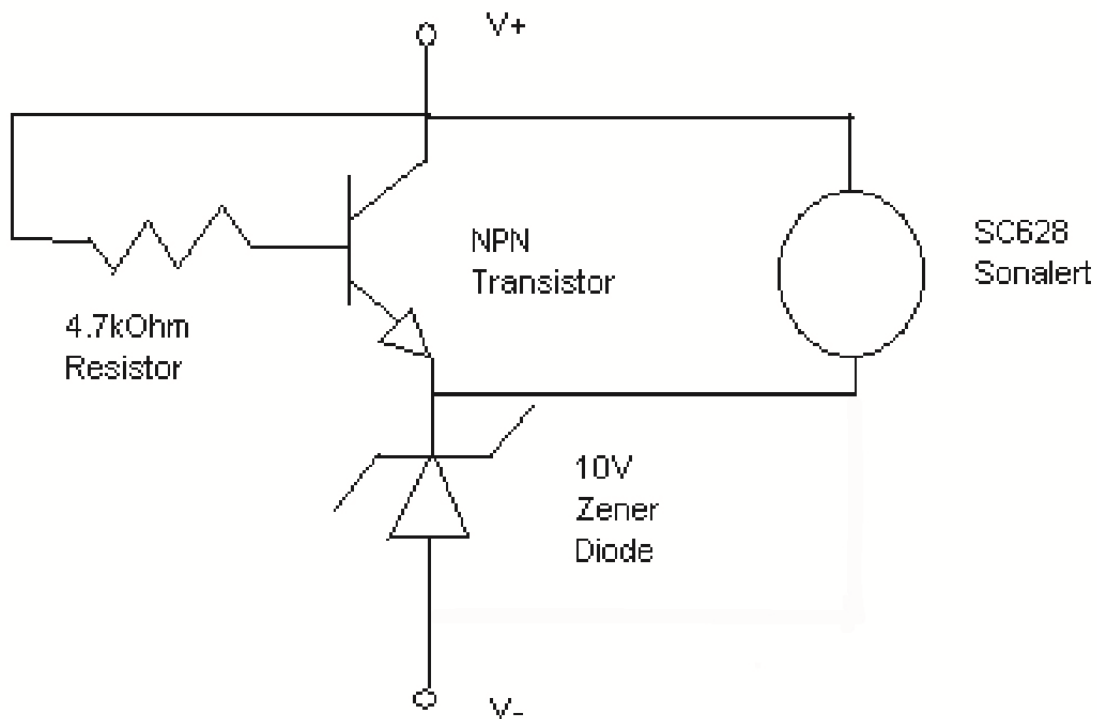 V+
NPN
Transistor
SC628
Sonalert
4.7kOhm
Resistor
10V
Zener
Diode
V-